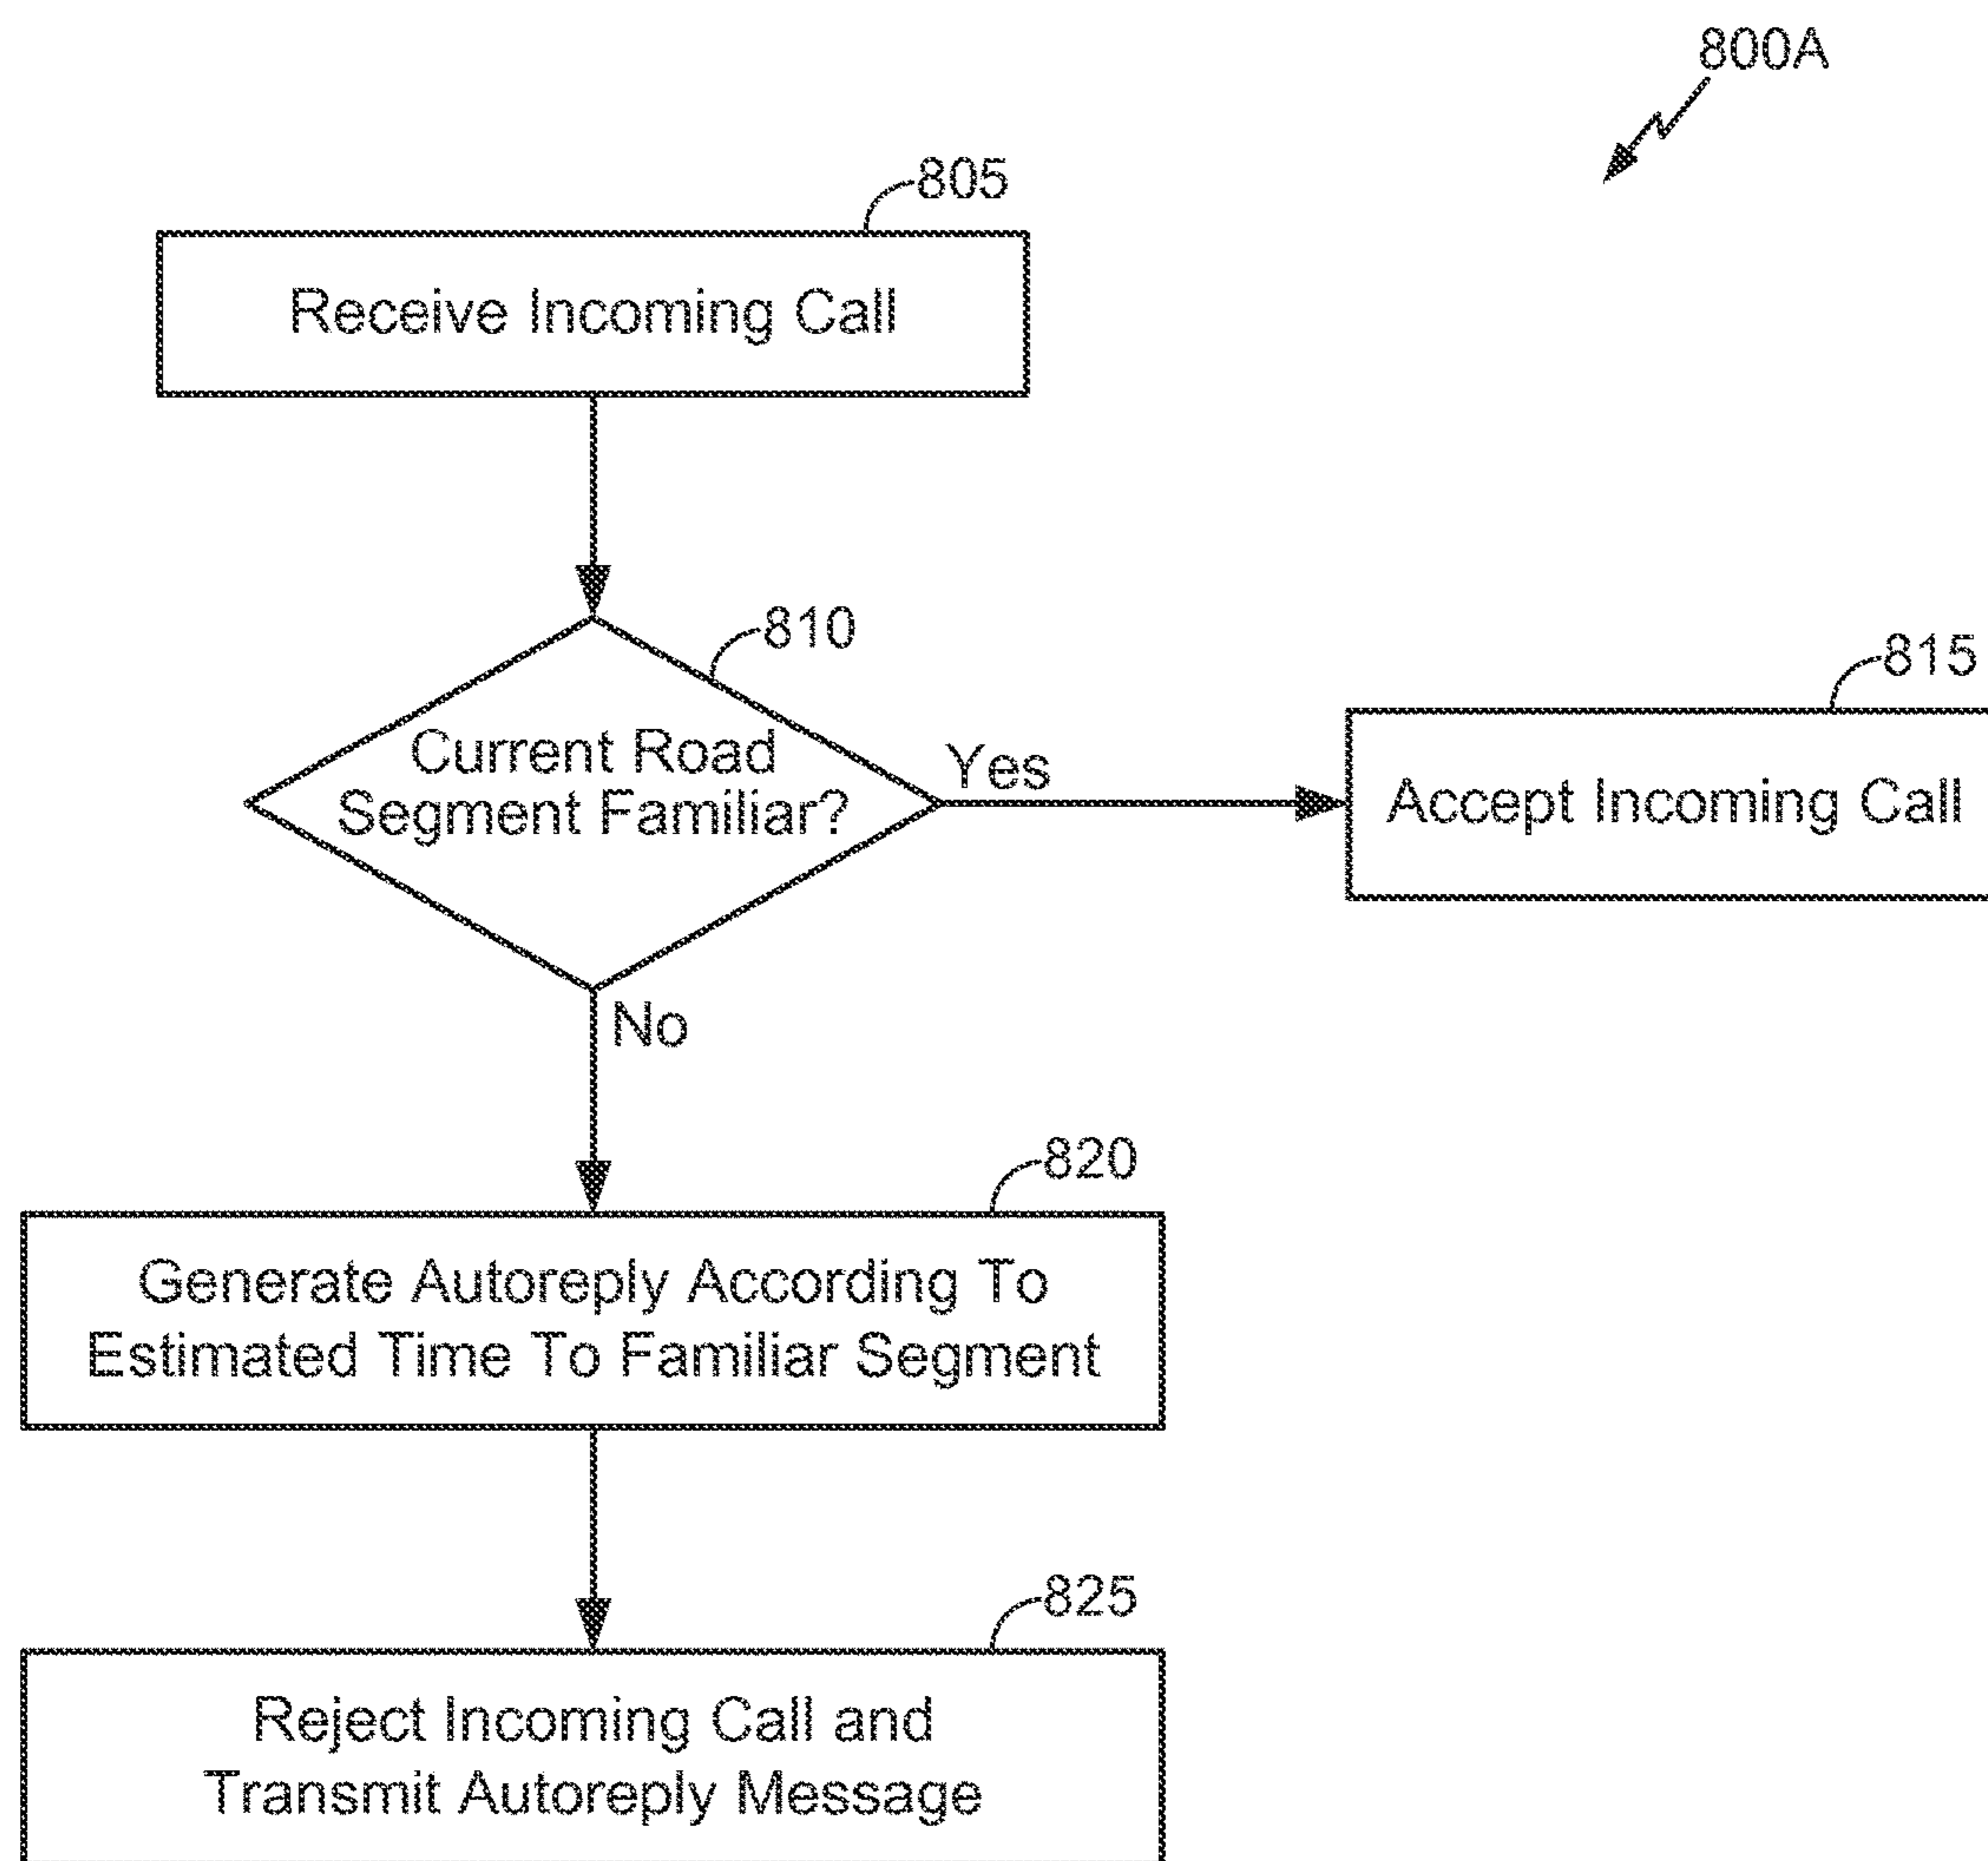 800A
805
Receive Incoming Call
810
Current Road
Segment Familiar?
Yes
815
Accept Incoming Call
No
820
Generate Autoreply According To
Estimated Time To Familiar Segment
825
Reject Incoming Call and
Transmit Autoreply Message